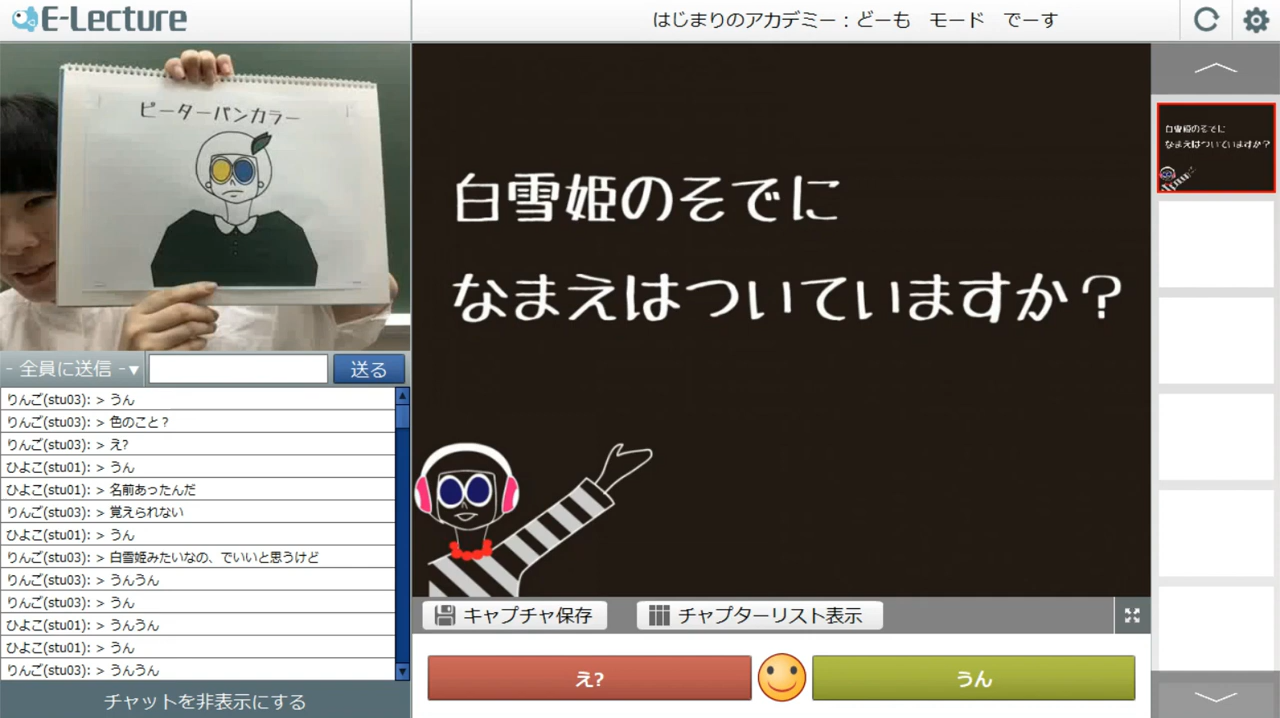 E-Lecture
はじまりのアカデミー：どーも　モード　でーす
ピーターパンカラー
白雪姫のそでに
なまえはついていますか？
白雪姫のそでに
なまえはついていますか？
- 全員に送信 -▼
送る
りんご(stu03): > うん
りんご(stu03): > 色のこと？
りんご(stu03): > え?
ひよこ(stu01): > うん
ひよこ(stu01): > 名前あったんだ
りんご(stu03): > 覚えられない
ひよこ(stu01): > うん
りんご(stu03): > 白雪姫みたいなの、でいいと思うけど
りんご(stu03): > うんうん
りんご(stu03): > うん
ひよこ(stu01): > うんうん
ひよこ(stu01): > うん
りんご(stu03): > うんうん
チャットを非表示にする
キャプチャ保存
チャプターリスト表示
え?
うん